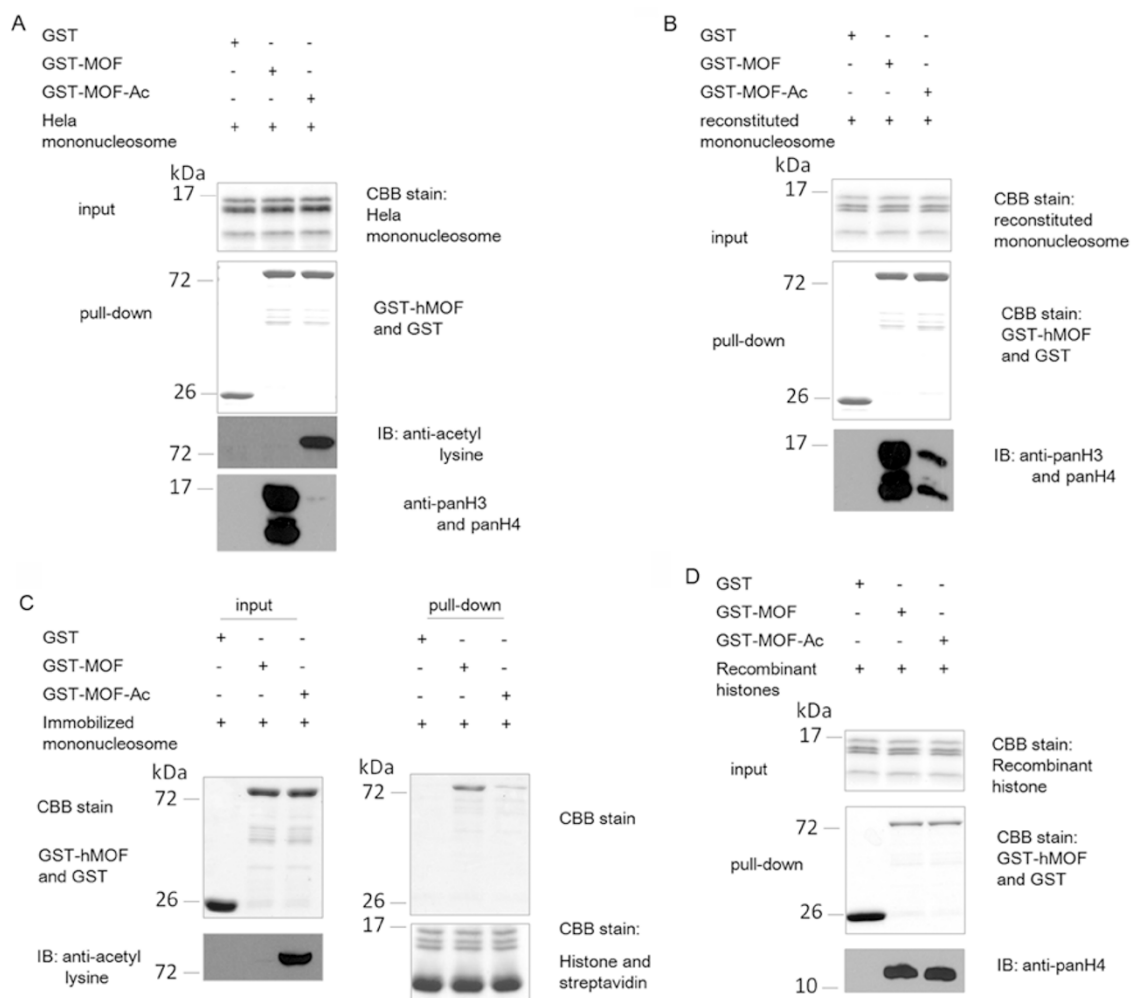 A
GST + - -
GST-MOF - + -
GST-MOF-Ac - - +
Hela
mononucleosome + + +
kDa
17
input
CBB stain:
Hela
mononucleosome
72
pull-down
GST-hMOF
and GST
26
IB: anti-acetyl
lysine
72
17
anti-panH3
and panH4
B
GST + - -
GST-MOF - + -
GST-MOF-Ac - - +
reconstituted
mononucleosome + + +
kDa
17
input
CBB stain:
reconstituted
mononucleosome
72
pull-down
CBB stain:
GST-hMOF
and GST
26
17
IB: anti-panH3
and panH4
C
input pull-down
GST + - - + - -
GST-MOF - + - - + -
GST-MOF-Ac - - + - - +
Immobilized
mononucleosome + + + + + +
kDa
72
CBB stain
GST-hMOF
and GST
26
IB: anti-acetyl
lysine
72
kDa
72
CBB stain
26
17
CBB stain:
Histone and
streptavidin
D
GST + - -
GST-MOF - + -
GST-MOF-Ac - - +
Recombinant
histones + + +
kDa
17
input
CBB stain:
Recombinant
histone
72
pull-down
CBB stain:
GST-hMOF
and GST
26
IB: anti-panH4
10